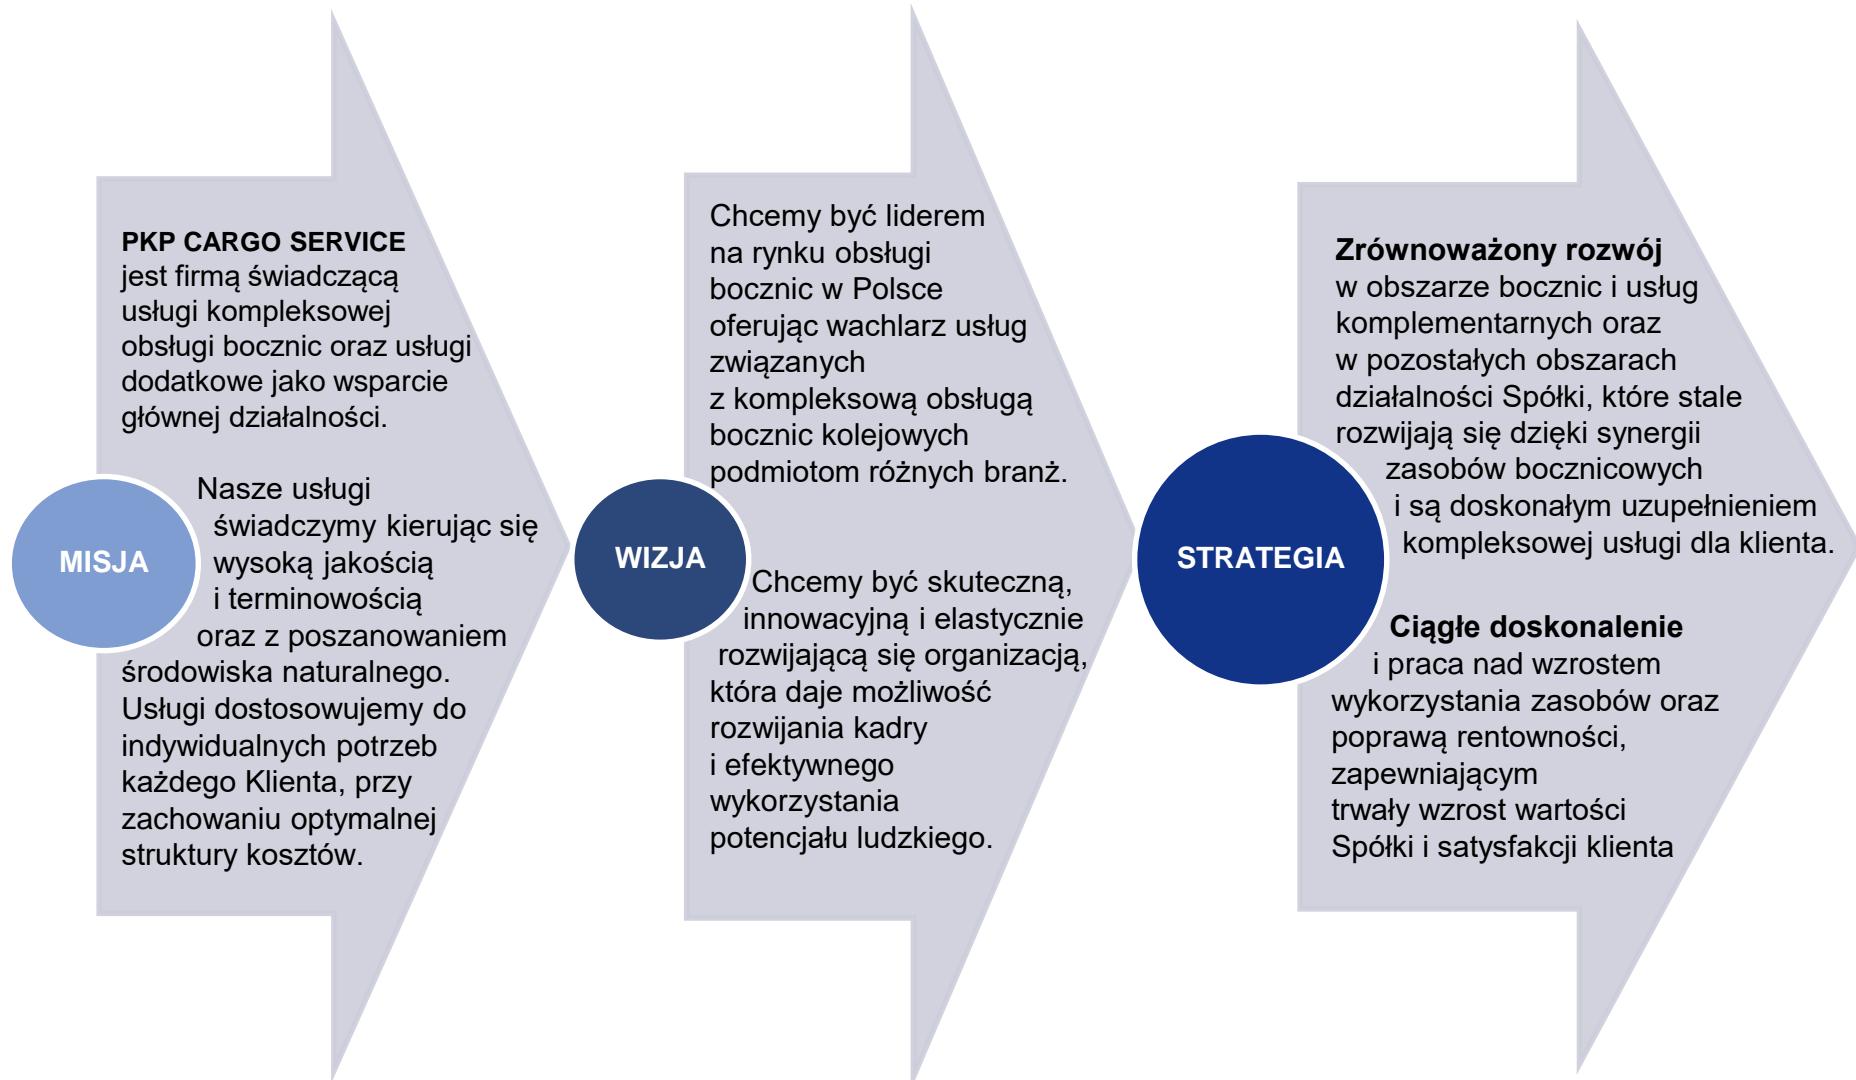 PKP CARGO SERVICE
jest firmą świadczącą
usługi kompleksowej
obsługi bocznic oraz usługi
dodatkowe jako wsparcie
głównej działalności.
Nasze usługi
świadczymy kierując się
wysoką jakością
i terminowością
oraz z poszanowaniem
środowiska naturalnego.
Usługi dostosowujemy do
indywidualnych potrzeb
każdego Klienta, przy
zachowaniu optymalnej
struktury kosztów.
MISJA
Chcemy być liderem
na rynku obsługi
bocznic w Polsce
oferując wachlarz usług
związanych
z kompleksową obsługą
bocznic kolejowych
podmiotom różnych branż.
Chcemy być skuteczną,
innowacyjną i elastycznie
rozwijającą się organizacją,
która daje możliwość
rozwijania kadry
i efektywnego
wykorzystania
potencjału ludzkiego.
WIZJA
Zrównoważony rozwój
w obszarze bocznic i usług
komplementarnych oraz
w pozostałych obszarach
działalności Spółki, które stale
rozwijają się dzięki synergii
zasobów bocznicowych
i są doskonałym uzupełnieniem
kompleksowej usługi dla klienta.
Ciągłe doskonalenie
i praca nad wzrostem
wykorzystania zasobów oraz
poprawą rentowności,
zapewniającym
trwały wzrost wartości
Spółki i satysfakcji klienta
STRATEGIA